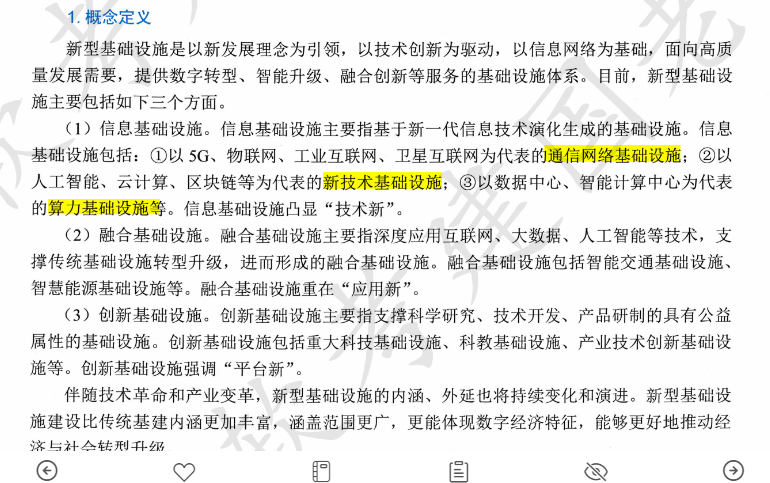 1. 概念定义
新型基础设施是以新发展理念为引领，以技术创新为驱动，以信息网络为基础，面向高质
量发展需要，提供数字转型、智能升级、融合创新等服务的基础设施体系。目前，新型基础设
施主要包括如下三个方面。
（1）信息基础设施。信息基础设施主要指基于新一代信息技术演化生成的基础设施。信息
基础设施包括：①以 5G、物联网、工业互联网、卫星互联网为代表的通信网络基础设施；②以
人工智能、云计算、区块链等为代表的新技术基础设施；③以数据中心、智能计算中心为代表
的算力基础设施等。信息基础设施凸显“技术新”。
（2）融合基础设施。融合基础设施主要指深度应用互联网、大数据、人工智能等技术，支
撑传统基础设施转型升级，进而形成的融合基础设施。融合基础设施包括智能交通基础设施、
智慧能源基础设施等。融合基础设施重在“应用新”。
（3）创新基础设施。创新基础设施主要指支撑科学研究、技术开发、产品研制的具有公益
属性的基础设施。创新基础设施包括重大科技基础设施、科教基础设施、产业技术创新基础设
施等。创新基础设施强调“平台新”。
伴随技术革命和产业变革，新型基础设施的内涵、外延也将持续变化和演进。新型基础设
施建设比传统基建内涵更加丰富，涵盖范围更广，更能体现数字经济特征，能够更好地推动经
济与社会转型升级。
软考建国老